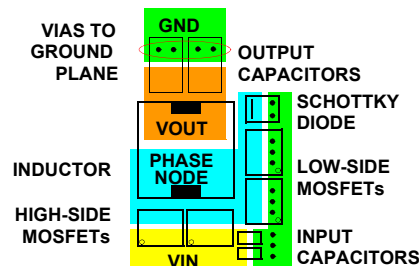 GND
VIAS TO
GROUND
PLANE
OUTPUT
CAPACITORS
VOUT
SCHOTTKY
DIODE
INDUCTOR
PHASE
NODE
LOW-SIDE
MOSFETs
HIGH-SIDE
MOSFETs
VIN
INPUT
CAPACITORS